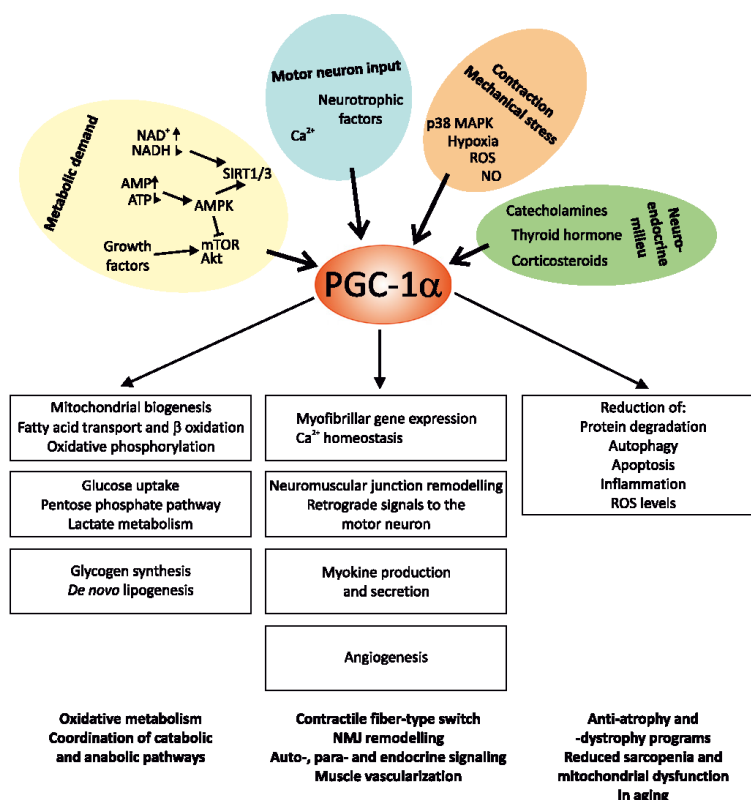 Metabolic demand
NAD⁺
NADH
SIRT1/3
AMP
ATP
AMPK
Growth
factors
mTOR
Akt
Motor neuron input
Neurotrophic
factors
Ca²⁺
Contraction
Mechanical stress
p38 MAPK
Hypoxia
ROS
NO
Catecholamines
Thyroid hormone
Corticosteroids
Neuro-
endocrine
milieu
PGC-1α
Mitochondrial biogenesis
Fatty acid transport and β oxidation
Oxidative phosphorylation
Glucose uptake
Pentose phosphate pathway
Lactate metabolism
Glycogen synthesis
De novo lipogenesis
Myofibrillar gene expression
Ca²⁺ homeostasis
Neuromuscular junction remodelling
Retrograde signals to the
motor neuron
Myokine production
and secretion
Angiogenesis
Reduction of:
Protein degradation
Autophagy
Apoptosis
Inflammation
ROS levels
Oxidative metabolism
Coordination of catabolic
and anabolic pathways
Contractile fiber-type switch
NMJ remodelling
Auto-, para- and endocrine signaling
Muscle vascularization
Anti-atrophy and
-dystrophy programs
Reduced sarcopenia and
mitochondrial dysfunction
in aging